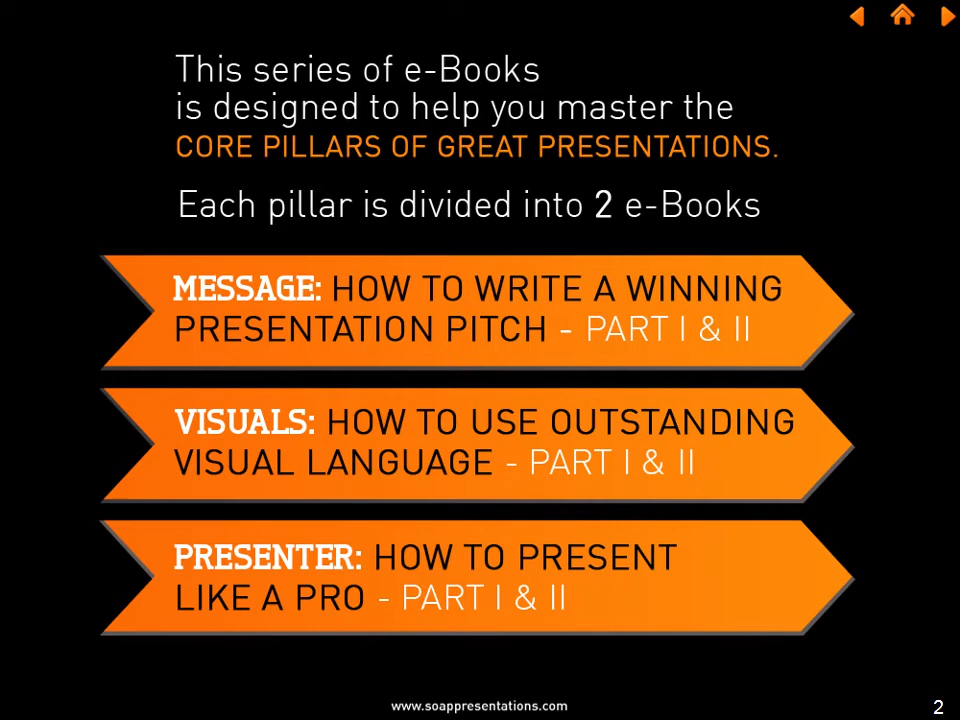 This series of e-Books
is designed to help you master the
CORE PILLARS OF GREAT PRESENTATIONS.
Each pillar is divided into 2 e-Books
MESSAGE: HOW TO WRITE A WINNING
PRESENTATION PITCH - PART I & II
VISUALS: HOW TO USE OUTSTANDING
VISUAL LANGUAGE - PART I & II
PRESENTER: HOW TO PRESENT
LIKE A PRO - PART I & II
www.soappresentations.com
2